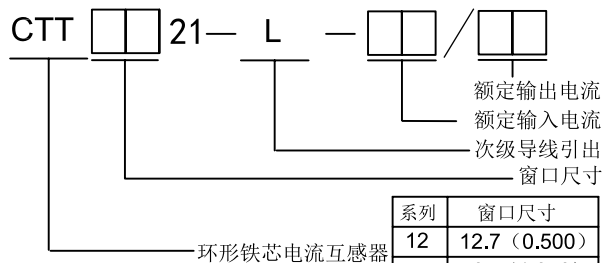 CTT □□ 21— L — □□/□□
额定输出电流
额定输入电流
次级导线引出
窗口尺寸
系列 窗口尺寸
12 12.7（0.500）
环形铁芯电流互感器